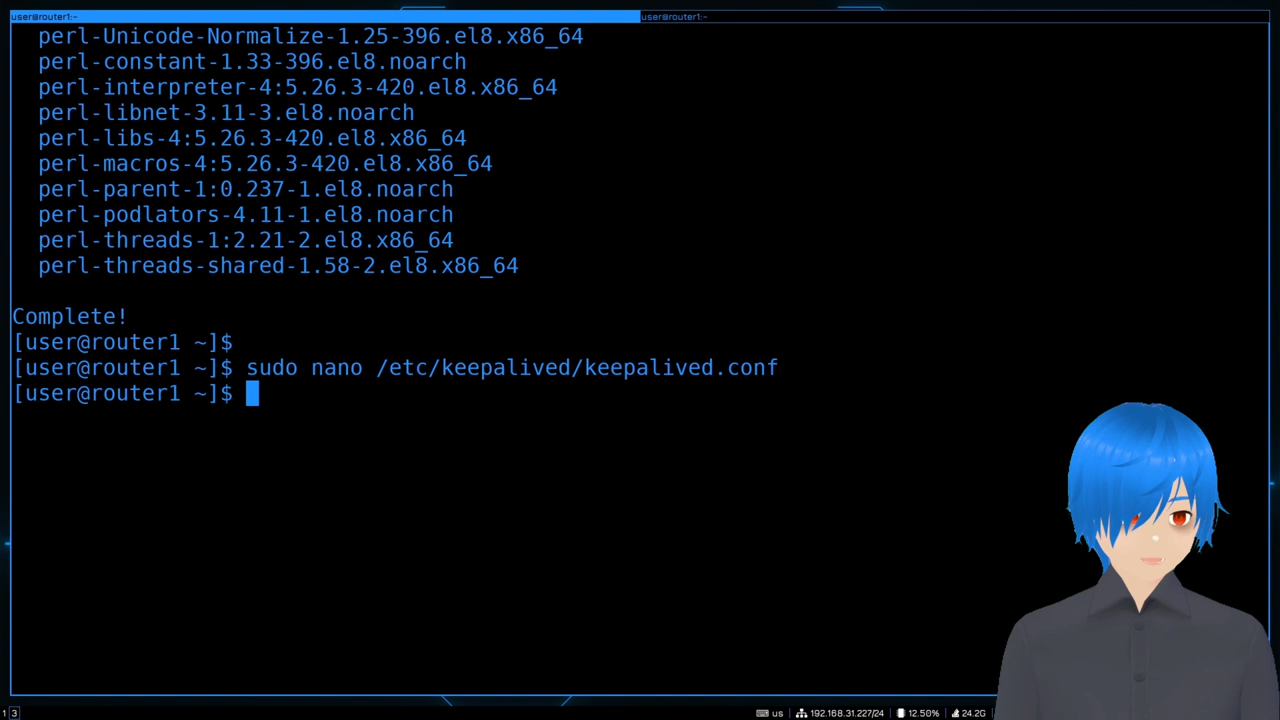 user@router1:~ user@router1:~
perl-Unicode-Normalize-1.25-396.el8.x86_64
perl-constant-1.33-396.el8.noarch
perl-interpreter-4:5.26.3-420.el8.x86_64
perl-libnet-3.11-3.el8.noarch
perl-libs-4:5.26.3-420.el8.x86_64
perl-macros-4:5.26.3-420.el8.x86_64
perl-parent-1:0.237-1.el8.noarch
perl-podlators-4.11-1.el8.noarch
perl-threads-1:2.21-2.el8.x86_64
perl-threads-shared-1.58-2.el8.x86_64
Complete!
[user@router1 ~]$
[user@router1 ~]$ sudo nano /etc/keepalived/keepalived.conf
[user@router1 ~]$
1 3 us 192.168.31.227/24 12.50% 24.2G